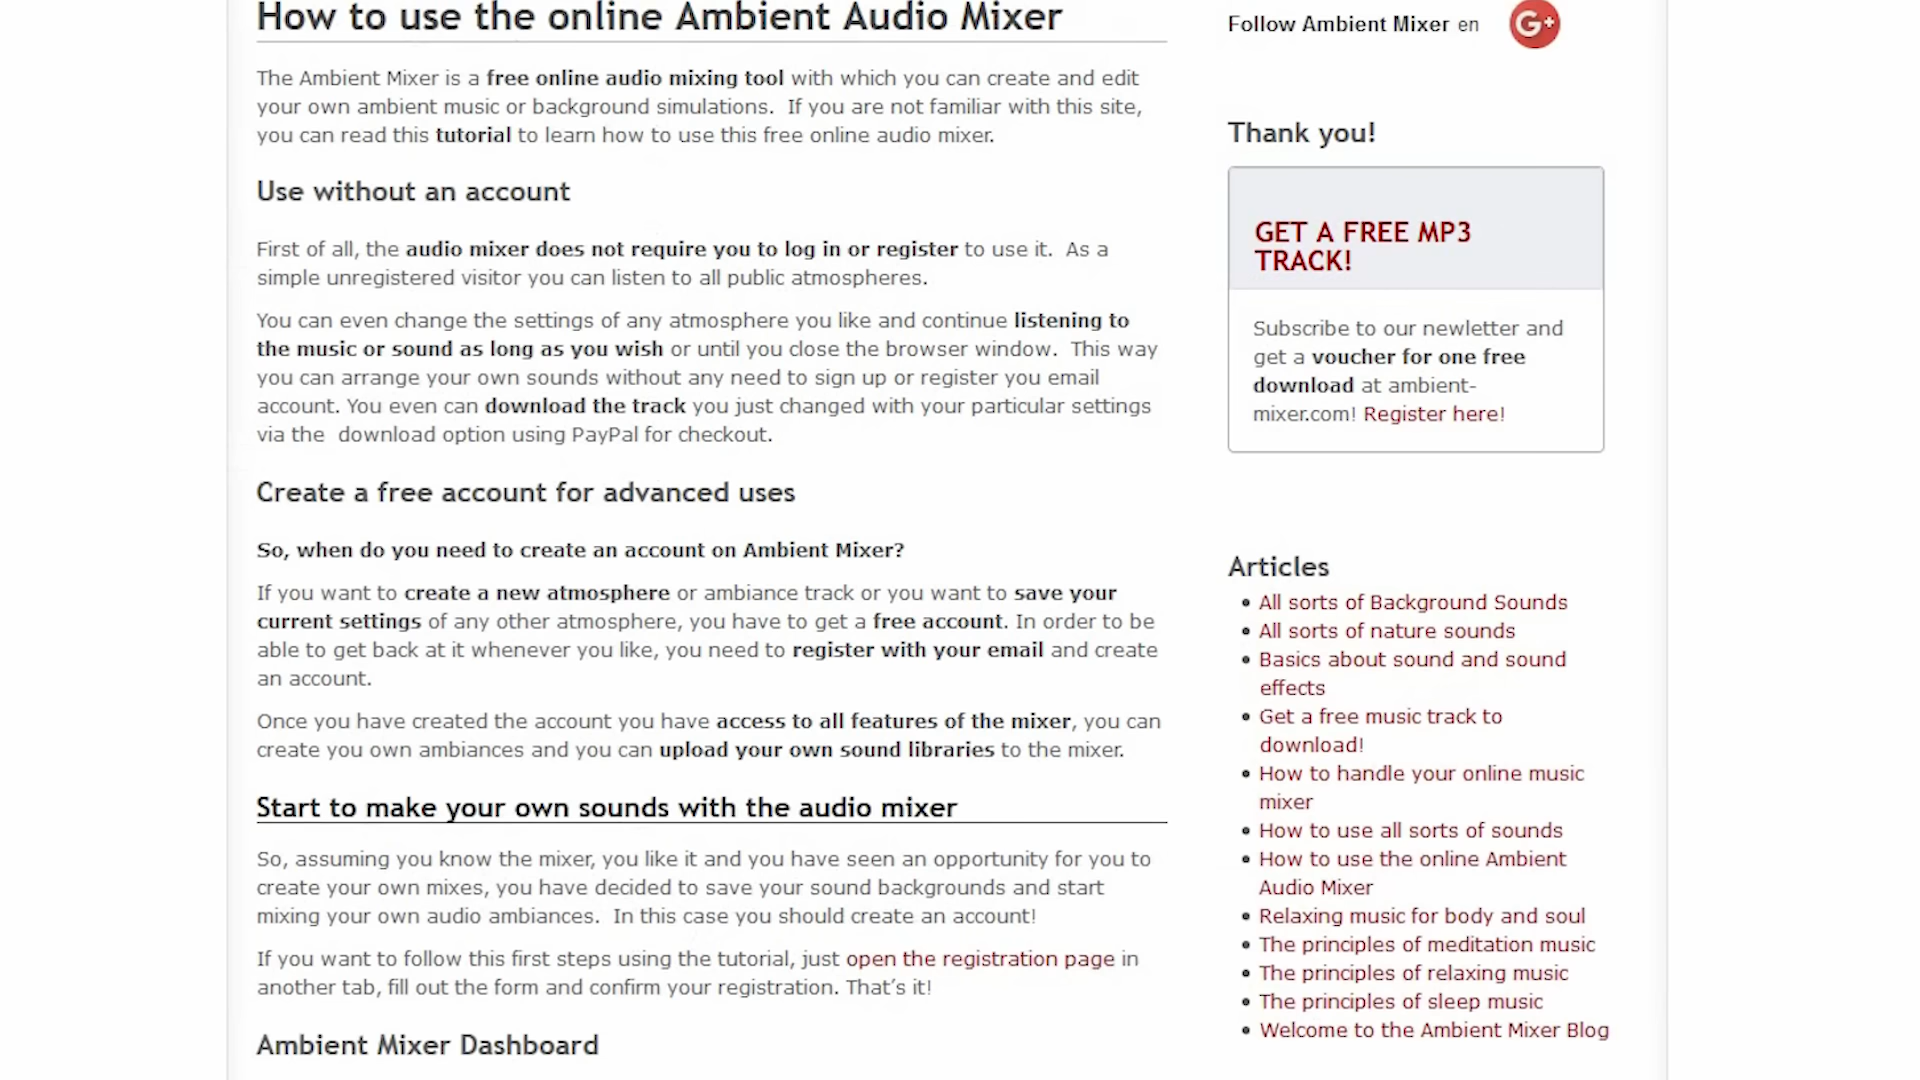 How to use the online Ambient Audio Mixer
The Ambient Mixer is a free online audio mixing tool with which you can create and edit
your own ambient music or background simulations.  If you are not familiar with this site,
you can read this tutorial to learn how to use this free online audio mixer.
Use without an account
First of all, the audio mixer does not require you to log in or register to use it.  As a
simple unregistered visitor you can listen to all public atmospheres.
You can even change the settings of any atmosphere you like and continue listening to
the music or sound as long as you wish or until you close the browser window.  This way
you can arrange your own sounds without any need to sign up or register you email
account. You even can download the track you just changed with your particular settings
via the  download option using PayPal for checkout.
Create a free account for advanced uses
So, when do you need to create an account on Ambient Mixer?
If you want to create a new atmosphere or ambiance track or you want to save your
current settings of any other atmosphere, you have to get a free account. In order to be
able to get back at it whenever you like, you need to register with your email and create
an account.
Once you have created the account you have access to all features of the mixer, you can
create you own ambiances and you can upload your own sound libraries to the mixer.
Start to make your own sounds with the audio mixer
So, assuming you know the mixer, you like it and you have seen an opportunity for you to
create your own mixes, you have decided to save your sound backgrounds and start
mixing your own audio ambiances.  In this case you should create an account!
If you want to follow this first steps using the tutorial, just open the registration page in
another tab, fill out the form and confirm your registration. That’s it!
Ambient Mixer Dashboard
Follow Ambient Mixer en
G+
Thank you!
GET A FREE MP3
TRACK!
Subscribe to our newletter and
get a voucher for one free
download at ambient-
mixer.com! Register here!
Articles
All sorts of Background Sounds
All sorts of nature sounds
Basics about sound and sound
effects
Get a free music track to
download!
How to handle your online music
mixer
How to use all sorts of sounds
How to use the online Ambient
Audio Mixer
Relaxing music for body and soul
The principles of meditation music
The principles of relaxing music
The principles of sleep music
Welcome to the Ambient Mixer Blog